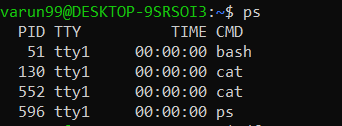 varun99@DESKTOP-9SRSOI3:~$ ps
PID TTY TIME CMD
51 tty1 00:00:00 bash
130 tty1 00:00:00 cat
552 tty1 00:00:00 cat
596 tty1 00:00:00 ps